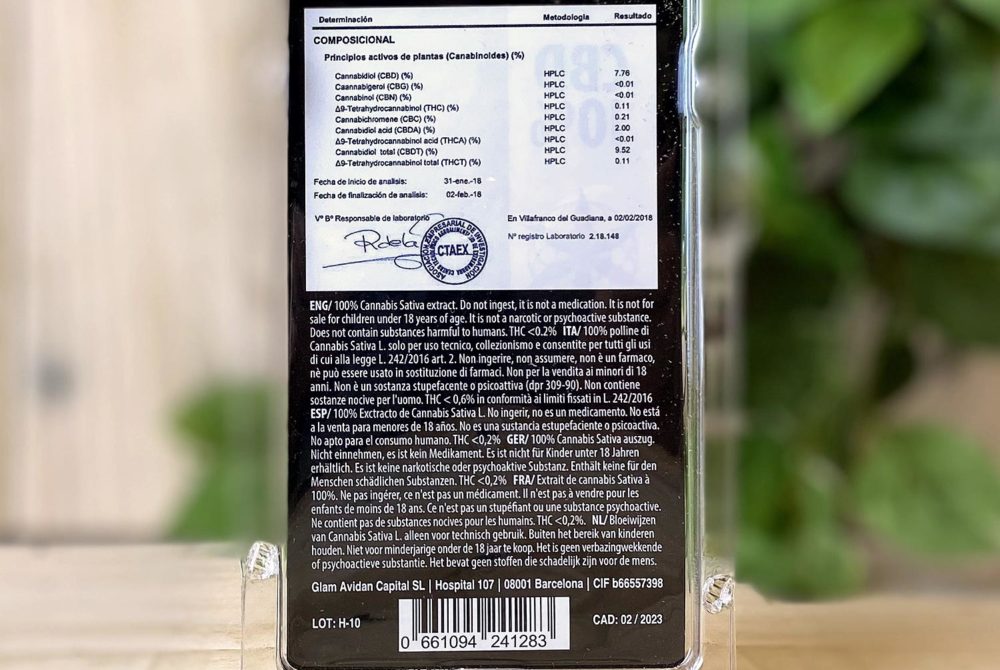 Determinación Metodologia Resultado
COMPOSICIONAL
Principios activos de plantas (Canabinoides) (%)
Cannabidiol (CBD) (%) HPLC 7.76
Caannabigerol (CBG) (%) HPLC <0.01
Cannabinol (CBN) (%) HPLC <0.01
Δ9-Tetrahydrocannabinol (THC) (%) HPLC 0.11
Cannabichromene (CBC) (%) HPLC 0.21
Cannabidiol acid (CBDA) (%) HPLC 2.00
Δ9-Tetrahydrocannabinol acid (THCA) (%) HPLC <0.01
Cannabidiol total (CBDT) (%) HPLC 9.52
Δ9-Tetrahydrocannabinol total (THCT) (%) HPLC 0.11
Fecha de inicio de analisis: 31-ene.-18
Fecha de finalización de analisis: 02-feb.-18
Vº Bº Responsable de laboratorio
En Villafranco del Guadiana, a 02/02/2018
Nº registro Laboratorio 2.18.148
ASOCIACIÓN EMPRESARIAL DE INVESTIGACIÓN
CTAEX
ENG/ 100% Cannabis Sativa extract. Do not ingest, it is not a medication. It is not for
sale for children under 18 years of age. It is not a narcotic or psychoactive substance.
Does not contain substances harmful to humans. THC <0.2% ITA/ 100% polline di
Cannabis Sativa L. solo per uso tecnico, collezionismo e consentite per tutti gli usi
di cui alla legge L. 242/2016 art. 2. Non ingerire, non assumere, non è un farmaco,
nè può essere usato in sostituzione di farmaci. Non per la vendita ai minori di 18
anni. Non è un sostanza stupefacente o psicoattiva (dpr 309-90). Non contiene
sostanze nocive per l'uomo. THC < 0,6% in conformità ai limiti fissati in L. 242/2016
ESP/ 100% Exctracto de Cannabis Sativa L. No ingerir, no es un medicamento. No está
a la venta para menores de 18 años. No es una sustancia estupefaciente o psicoactiva.
No apto para el consumo humano. THC <0,2% GER/ 100% Cannabis Sativa auszug.
Nicht einnehmen, es ist kein Medikament. Es ist nicht für Kinder unter 18 Jahren
erhältlich. Es ist keine narkotische oder psychoaktive Substanz. Enthält keine für den
Menschen schädlichen Substanzen. THC <0,2% FRA/ Extrait de cannabis Sativa à
100%. Ne pas ingérer, ce n'est pas un médicament. Il n'est pas à vendre pour les
enfants de moins de 18 ans. Ce n'est pas un stupéfiant ou une substance psychoactive.
Ne contient pas de substances nocives pour les humains. THC <0,2%. NL/ Bloeiwijzen
van Cannabis Sativa L. alleen voor technisch gebruik. Buiten het bereik van kinderen
houden. Niet voor minderjarige onder de 18 jaar te koop. Het is geen verbazingwekkende
of psychoactieve substantie. Het bevat geen stoffen die schadelijk zijn voor de mens.
Glam Avidan Capital SL | Hospital 107 | 08001 Barcelona | CIF b66557398
LOT: H-10
0 661094 241283
CAD: 02 / 2023